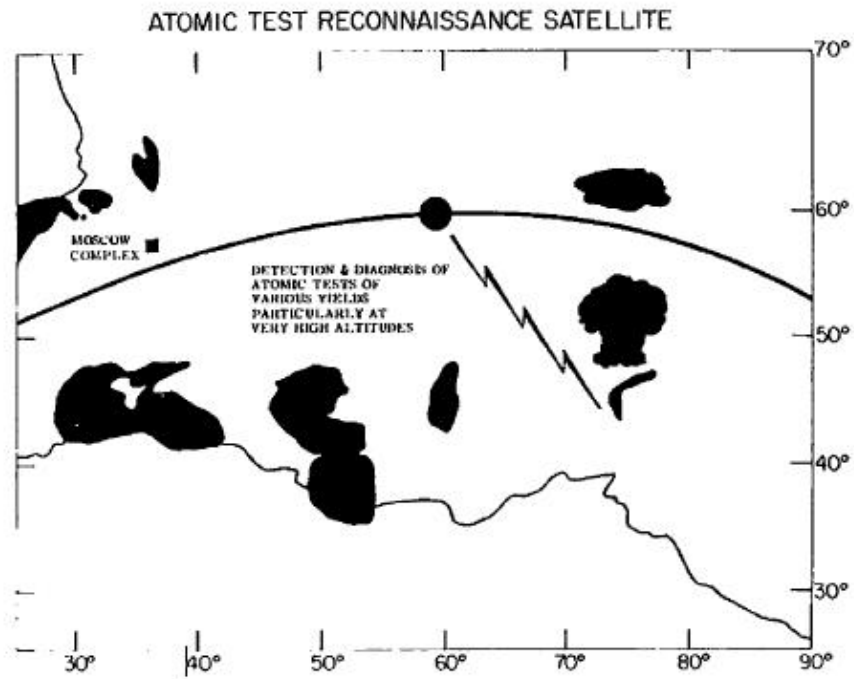 ATOMIC TEST RECONNAISSANCE SATELLITE
70°
60°
MOSCOW
COMPLEX
DETECTION & DIAGNOSIS OF
ATOMIC TESTS OF
VARIOUS YIELDS
PARTICULARLY AT
VERY HIGH ALTITUDES
50°
40°
30°
30° 40° 50° 60° 70° 80° 90°